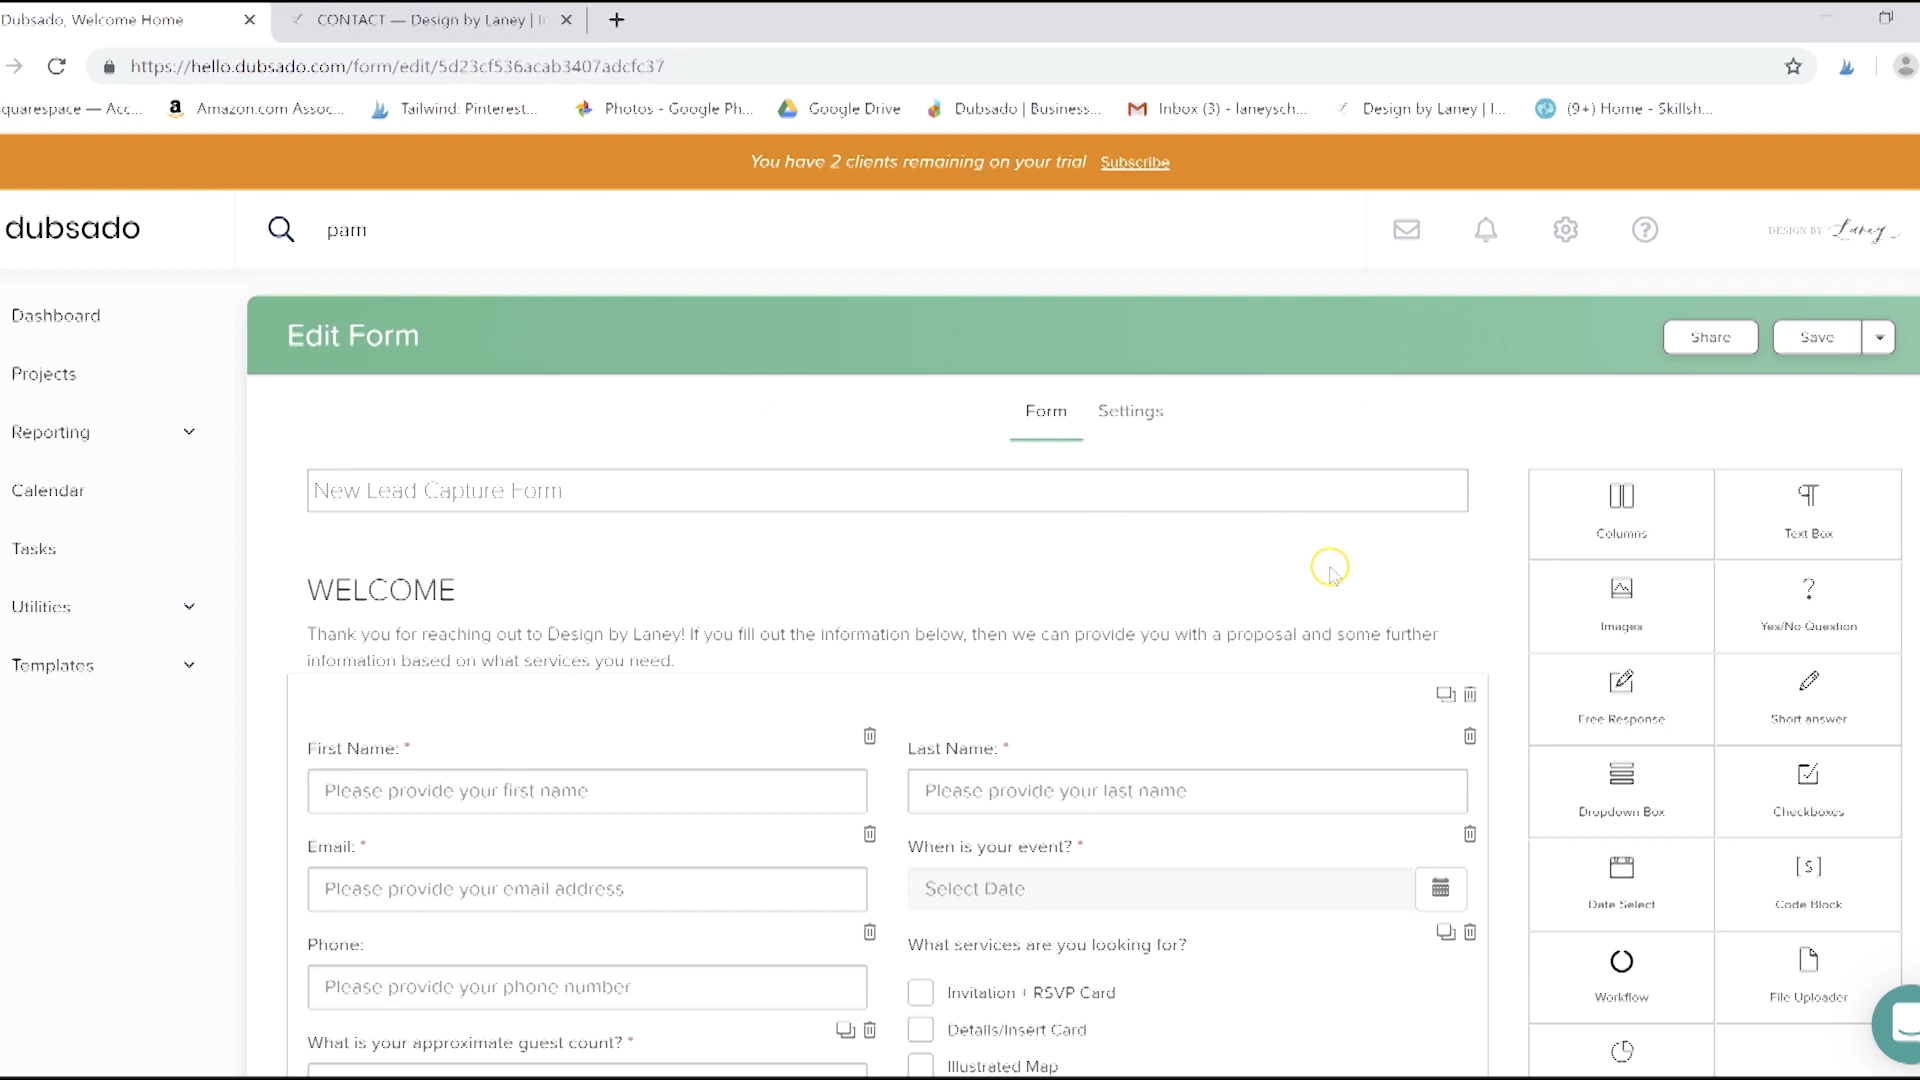 Dubsado, Welcome Home
CONTACT — Design by Laney | In
https://hello.dubsado.com/form/edit/5d23cf536acab3407adcfc37
quarespace — Acc...
Amazon.com Assoc...
Tailwind: Pinterest...
Photos - Google Ph...
Google Drive
Dubsado | Business...
Inbox (3) - laneysch...
Design by Laney | I...
(9+) Home - Skillsh...
You have 2 clients remaining on your trial Subscribe
dubsado
pam
DESIGN BY Laney
Dashboard
Projects
Reporting
Calendar
Tasks
Utilities
Templates
Edit Form
Share
Save
Form
Settings
New Lead Capture Form
WELCOME
Thank you for reaching out to Design by Laney! If you fill out the information below, then we can provide you with a proposal and some further
information based on what services you need.
First Name: *
Please provide your first name
Last Name: *
Please provide your last name
Email: *
Please provide your email address
When is your event? *
Select Date
Phone:
Please provide your phone number
What services are you looking for?
Invitation + RSVP Card
Details/Insert Card
Illustrated Map
What is your approximate guest count? *
Columns
Text Box
Images
Yes/No Question
Free Response
Short answer
Dropdown Box
Checkboxes
Date Select
[$]
Code Block
Workflow
File Uploader